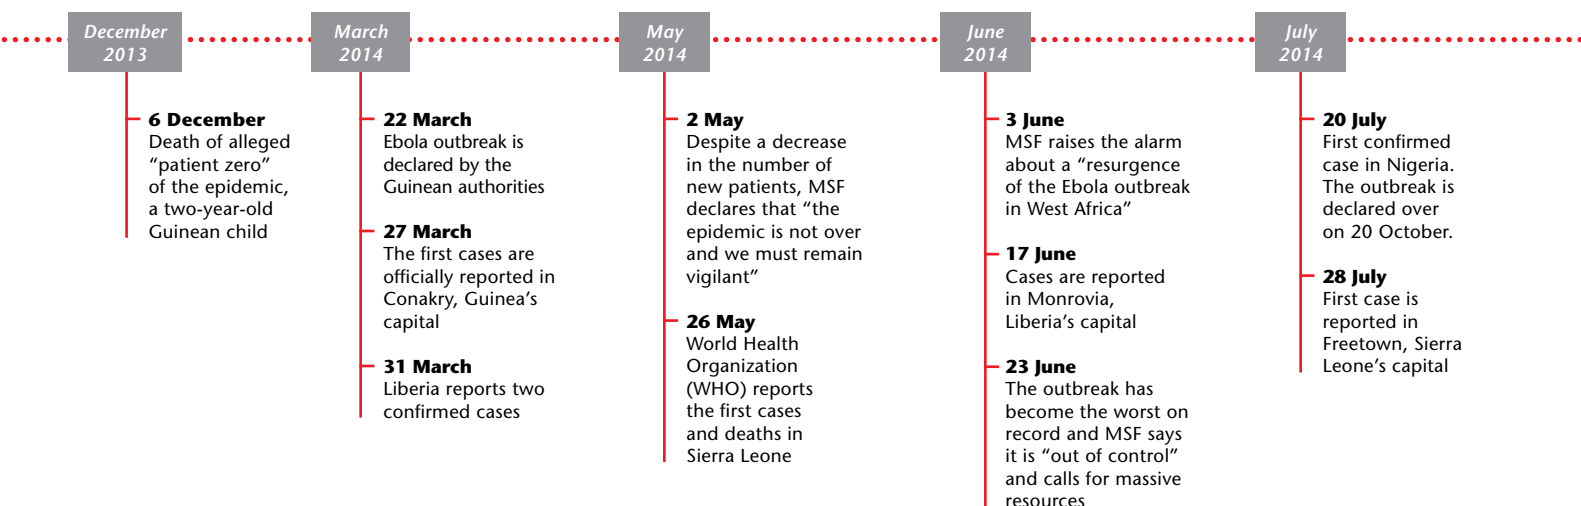 December
2013
6 December
Death of alleged
“patient zero”
of the epidemic,
a two-year-old
Guinean child
March
2014
22 March
Ebola outbreak is
declared by the
Guinean authorities
27 March
The first cases are
officially reported in
Conakry, Guinea’s
capital
31 March
Liberia reports two
confirmed cases
May
2014
2 May
Despite a decrease
in the number of
new patients, MSF
declares that “the
epidemic is not over
and we must remain
vigilant”
26 May
World Health
Organization
(WHO) reports
the first cases
and deaths in
Sierra Leone
June
2014
3 June
MSF raises the alarm
about a “resurgence
of the Ebola outbreak
in West Africa”
17 June
Cases are reported
in Monrovia,
Liberia’s capital
23 June
The outbreak has
become the worst on
record and MSF says
it is “out of control”
and calls for massive
resources
July
2014
20 July
First confirmed
case in Nigeria.
The outbreak is
declared over
on 20 October.
28 July
First case is
reported in
Freetown, Sierra
Leone’s capital